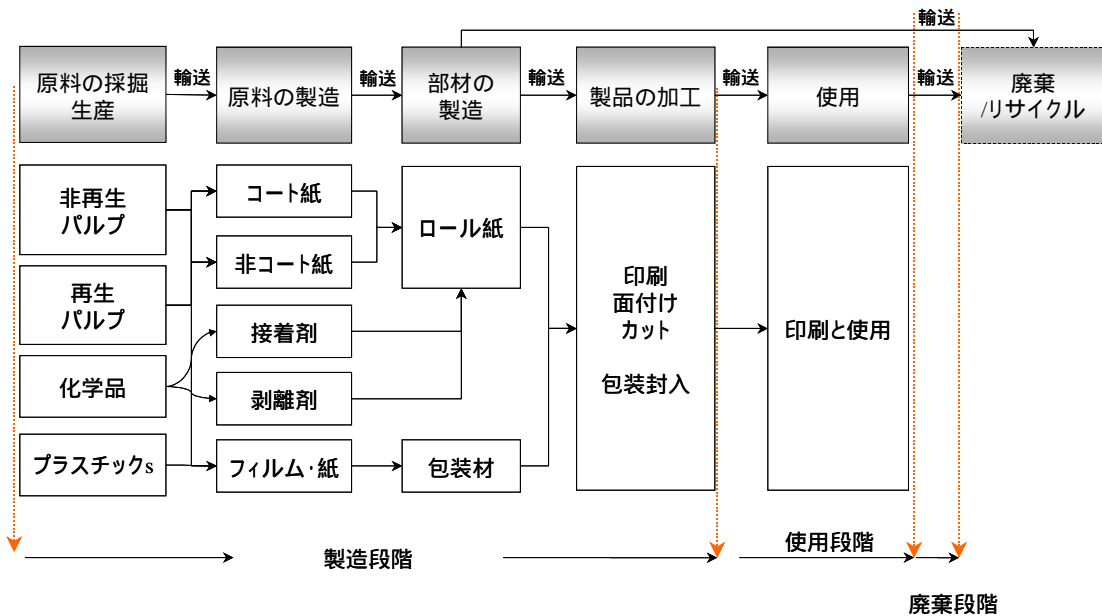 輸送
原料の採掘
生産
輸送
原料の製造
輸送
部材の
製造
輸送
製品の加工
輸送
使用
輸送
廃棄
/リサイクル
非再生
パルプ
再生
パルプ
化学品
プラスチックs
コート紙
非コート紙
接着剤
剥離剤
フィルム・紙
ロール紙
包装材
印刷
面付け
カット
包装封入
印刷と使用
製造段階
使用段階
廃棄段階